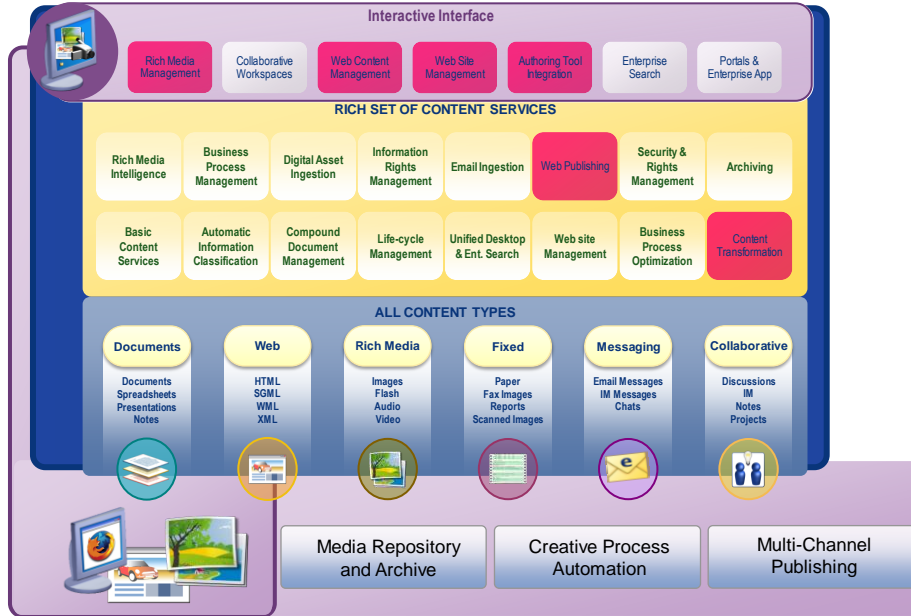 Interactive Interface
Rich Media
Management
Collaborative
Workspaces
Web Content
Management
Web Site
Management
Authoring Tool
Integration
Enterprise
Search
Portals &
Enterprise App
RICH SET OF CONTENT SERVICES
Rich Media
Intelligence
Business
Process
Management
Digital Asset
Ingestion
Information
Rights
Management
Email Ingestion
Web Publishing
Security &
Rights
Management
Archiving
Basic
Content
Services
Automatic
Information
Classification
Compound
Document
Management
Life-cycle
Management
Unified Desktop
& Ent. Search
Web site
Management
Business
Process
Optimization
Content
Transformation
ALL CONTENT TYPES
Documents
Web
Rich Media
Fixed
Messaging
Collaborative
Documents
Spreadsheets
Presentations
Notes
HTML
SGML
WML
XML
Images
Flash
Audio
Video
Paper
Fax Images
Reports
Scanned Images
Email Messages
IM Messages
Chats
Discussions
IM
Notes
Projects
e
Media Repository
and Archive
Creative Process
Automation
Multi-Channel
Publishing